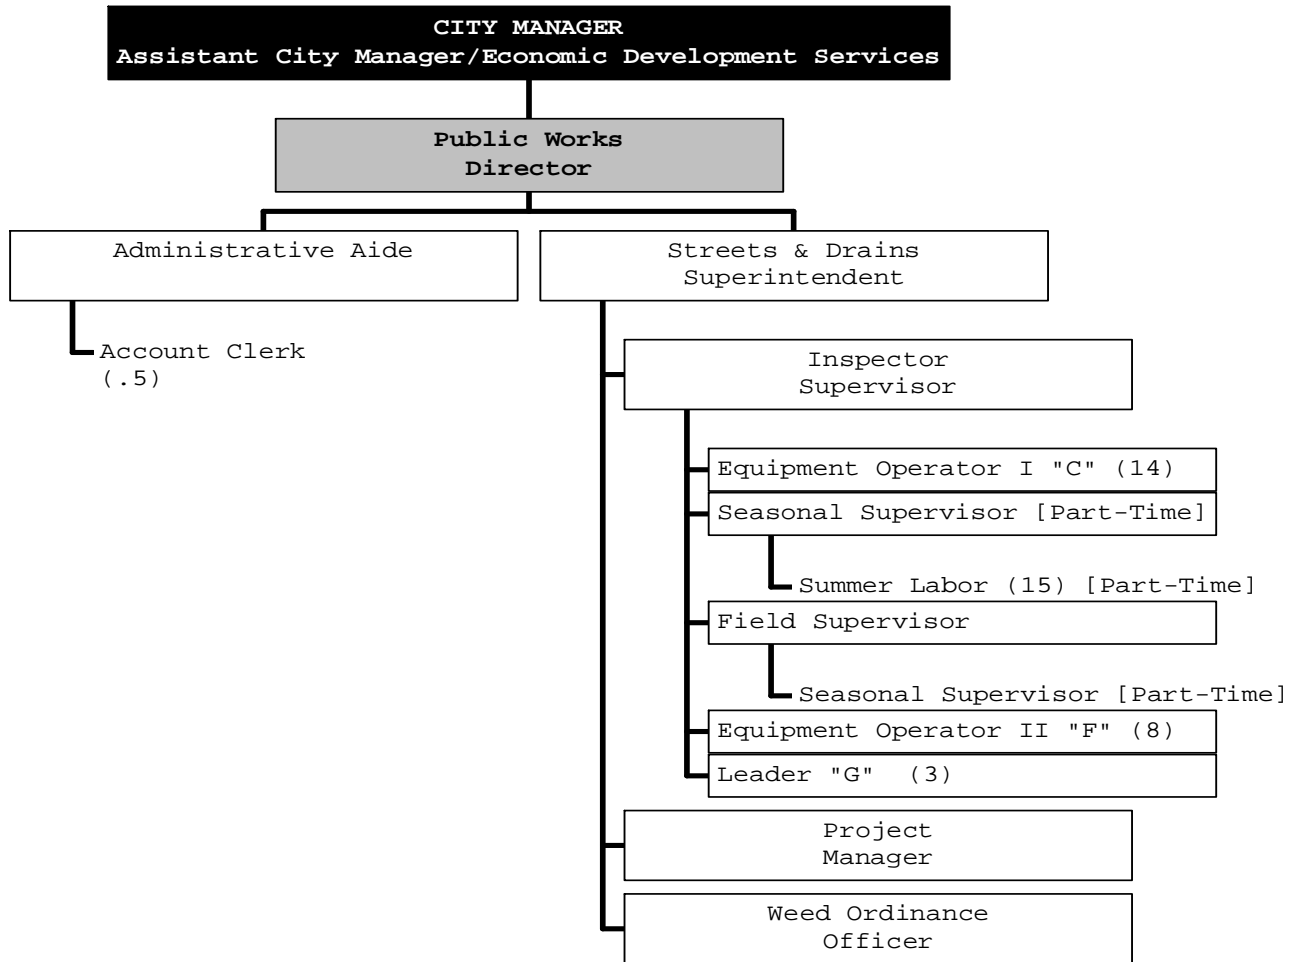 CITY MANAGER
Assistant City Manager/Economic Development Services
Public Works
Director
Administrative Aide
Streets & Drains
Superintendent
Account Clerk
(.5)
Inspector
Supervisor
Equipment Operator I "C" (14)
Seasonal Supervisor [Part-Time]
Summer Labor (15) [Part-Time]
Field Supervisor
Seasonal Supervisor [Part-Time]
Equipment Operator II "F" (8)
Leader "G"  (3)
Project
Manager
Weed Ordinance
Officer